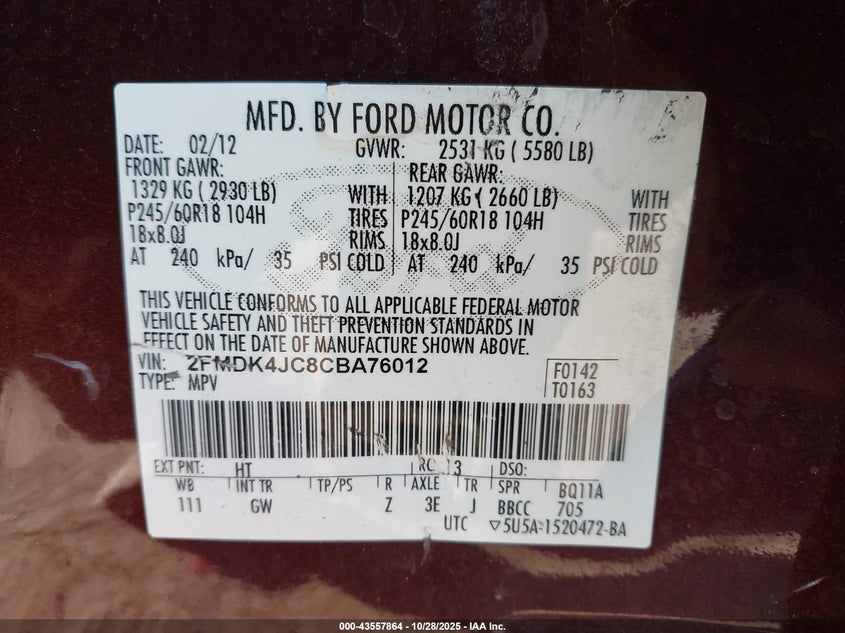 MFD. BY FORD MOTOR CO.
DATE: 02/12 GVWR: 2531 KG ( 5580 LB)
FRONT GAWR: REAR GAWR:
1329 KG ( 2930 LB) WITH 1207 KG ( 2660 LB) WITH
P245/60R18 104H TIRES P245/60R18 104H TIRES
18x8.0J RIMS 18x8.0J RIMS
AT 240 kPa/ 35 PSI COLD AT 240 kPa/ 35 PSI COLD
THIS VEHICLE CONFORMS TO ALL APPLICABLE FEDERAL MOTOR
VEHICLE SAFETY AND THEFT PREVENTION STANDARDS IN
EFFECT ON THE DATE OF MANUFACTURE SHOWN ABOVE.
VIN: 2FMDK4JC8CBA76012
TYPE: MPV
F0142
T0163
EXT PNT: HT RC: 13 DSO:
WB INT TR TP/PS R AXLE TR SPR BQ11A
111 GW Z 3E J BBCC 705
UTC ▽5U5A-1520472-BA
000-43557864 - 10/28/2025 - IAA Inc.